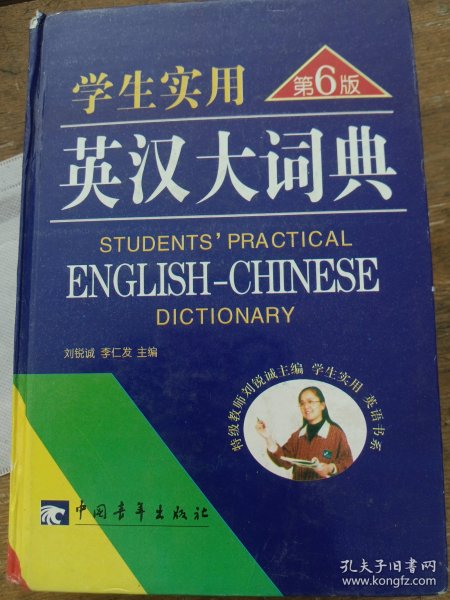 学生实用
第6版
英汉大词典
STUDENTS' PRACTICAL
ENGLISH-CHINESE
DICTIONARY
刘锐诚 李仁发 主编
特级教师刘锐诚主编 学生实用 英语书系
中国青年出版社
孔夫子旧书网
www.kongfz.com